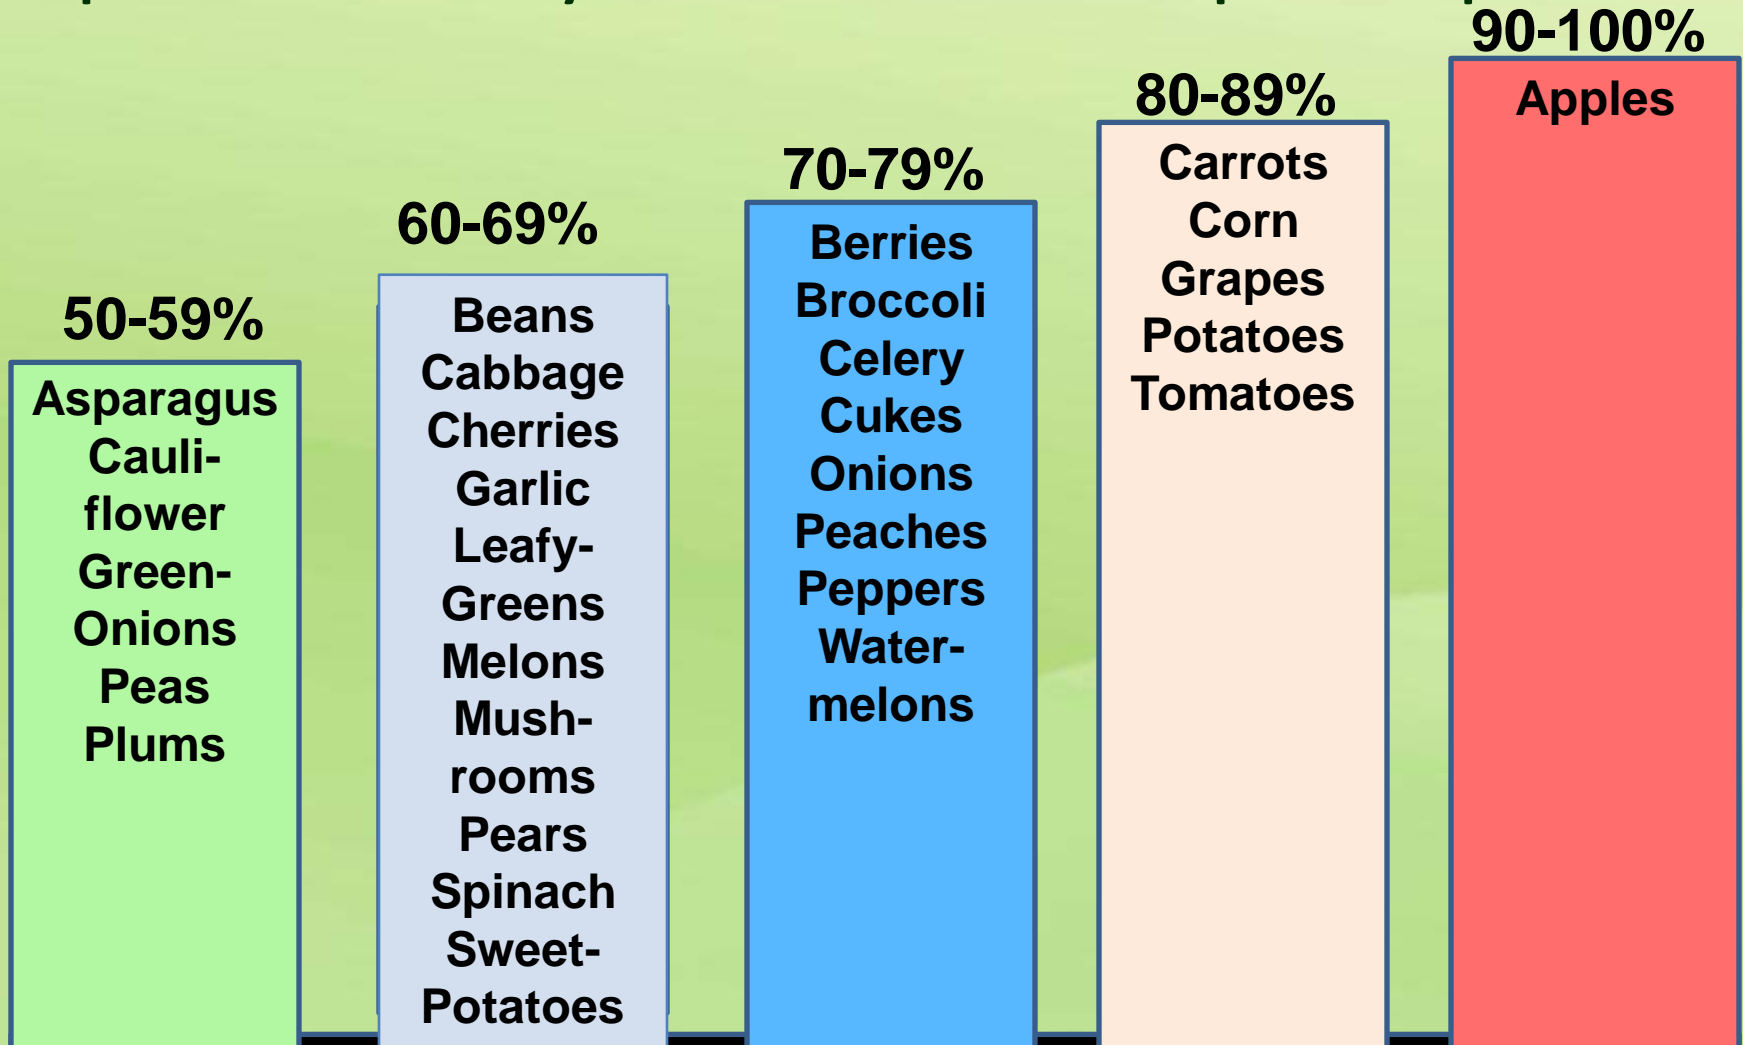 50-59%
Asparagus
Cauli-
flower
Green-
Onions
Peas
Plums
60-69%
Beans
Cabbage
Cherries
Garlic
Leafy-
Greens
Melons
Mush-
rooms
Pears
Spinach
Sweet-
Potatoes
70-79%
Berries
Broccoli
Celery
Cukes
Onions
Peaches
Peppers
Water-
melons
80-89%
Carrots
Corn
Grapes
Potatoes
Tomatoes
90-100%
Apples